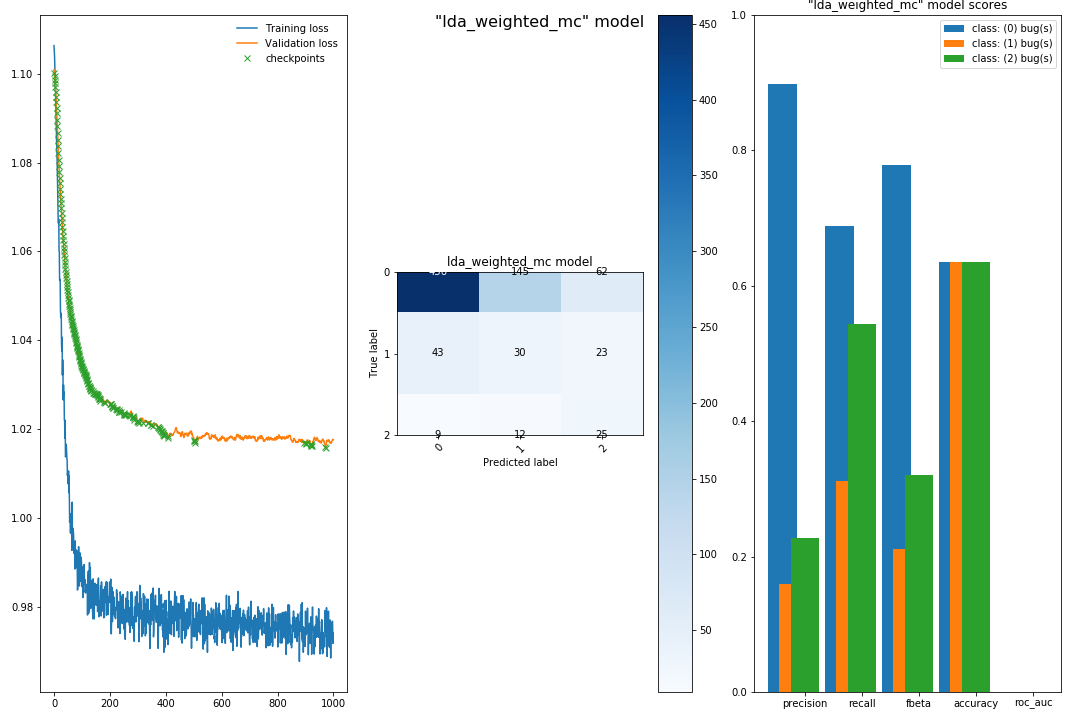 "lda_weighted_mc" model
"lda_weighted_mc" model scores
Training loss
Validation loss
checkpoints
1.10
1.08
1.06
1.04
1.02
1.00
0.98
0 200 400 600 800 1000
lda_weighted_mc model
True label
0
1
2
145 62
43 30 23
9 12 25
0 1 2
Predicted label
450
400
350
300
250
200
150
100
50
class: (0) bug(s)
class: (1) bug(s)
class: (2) bug(s)
1.0
0.8
0.6
0.4
0.2
0.0
precision recall fbeta accuracy roc_auc